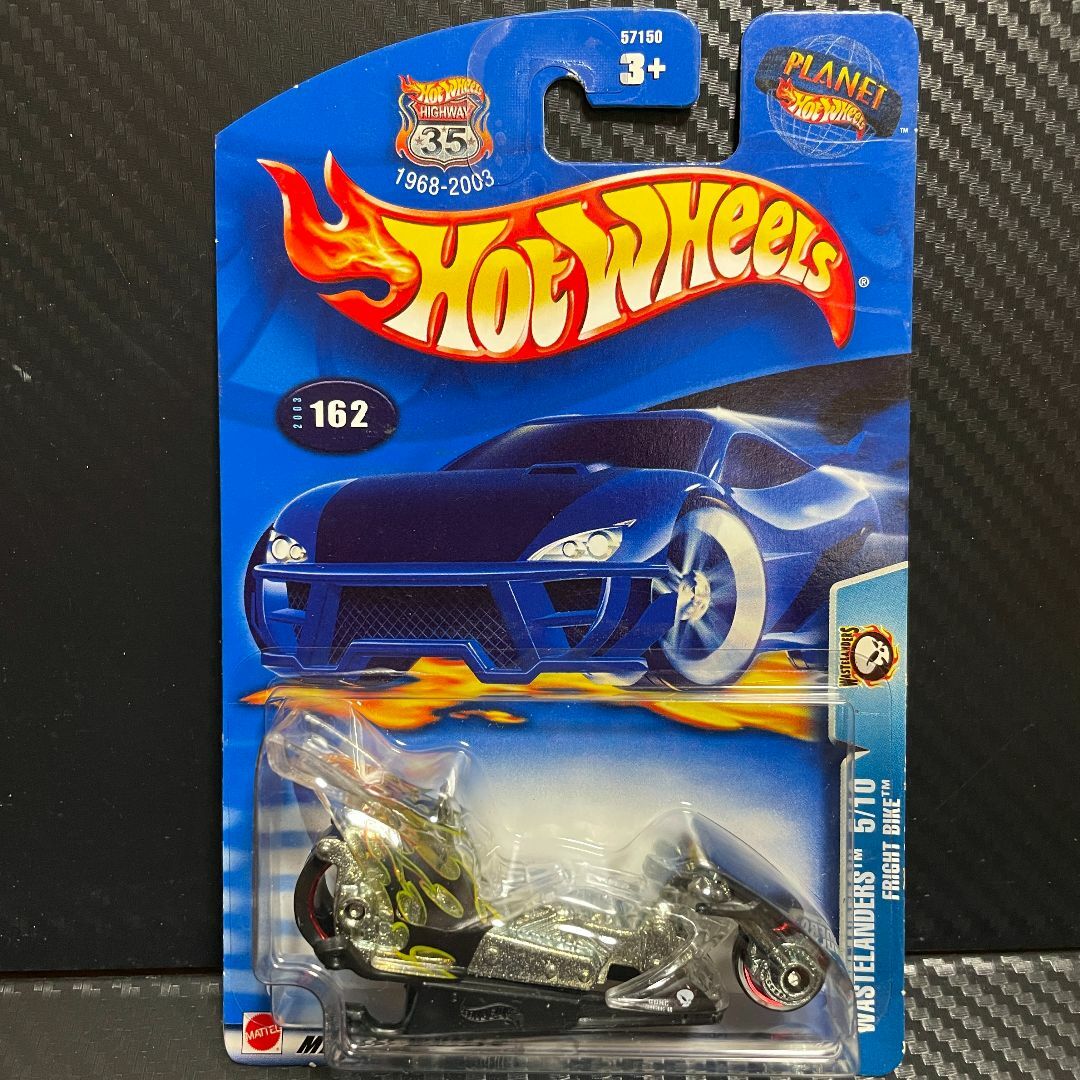 57150
3+
PLANET
Hot Wheels
™
Hot Wheels
HIGHWAY
35
1968-2003
Hot Wheels®
2003
162
WASTELANDERS
WASTELANDERS™ 5/10
FRIGHT BIKE™
MATTEL